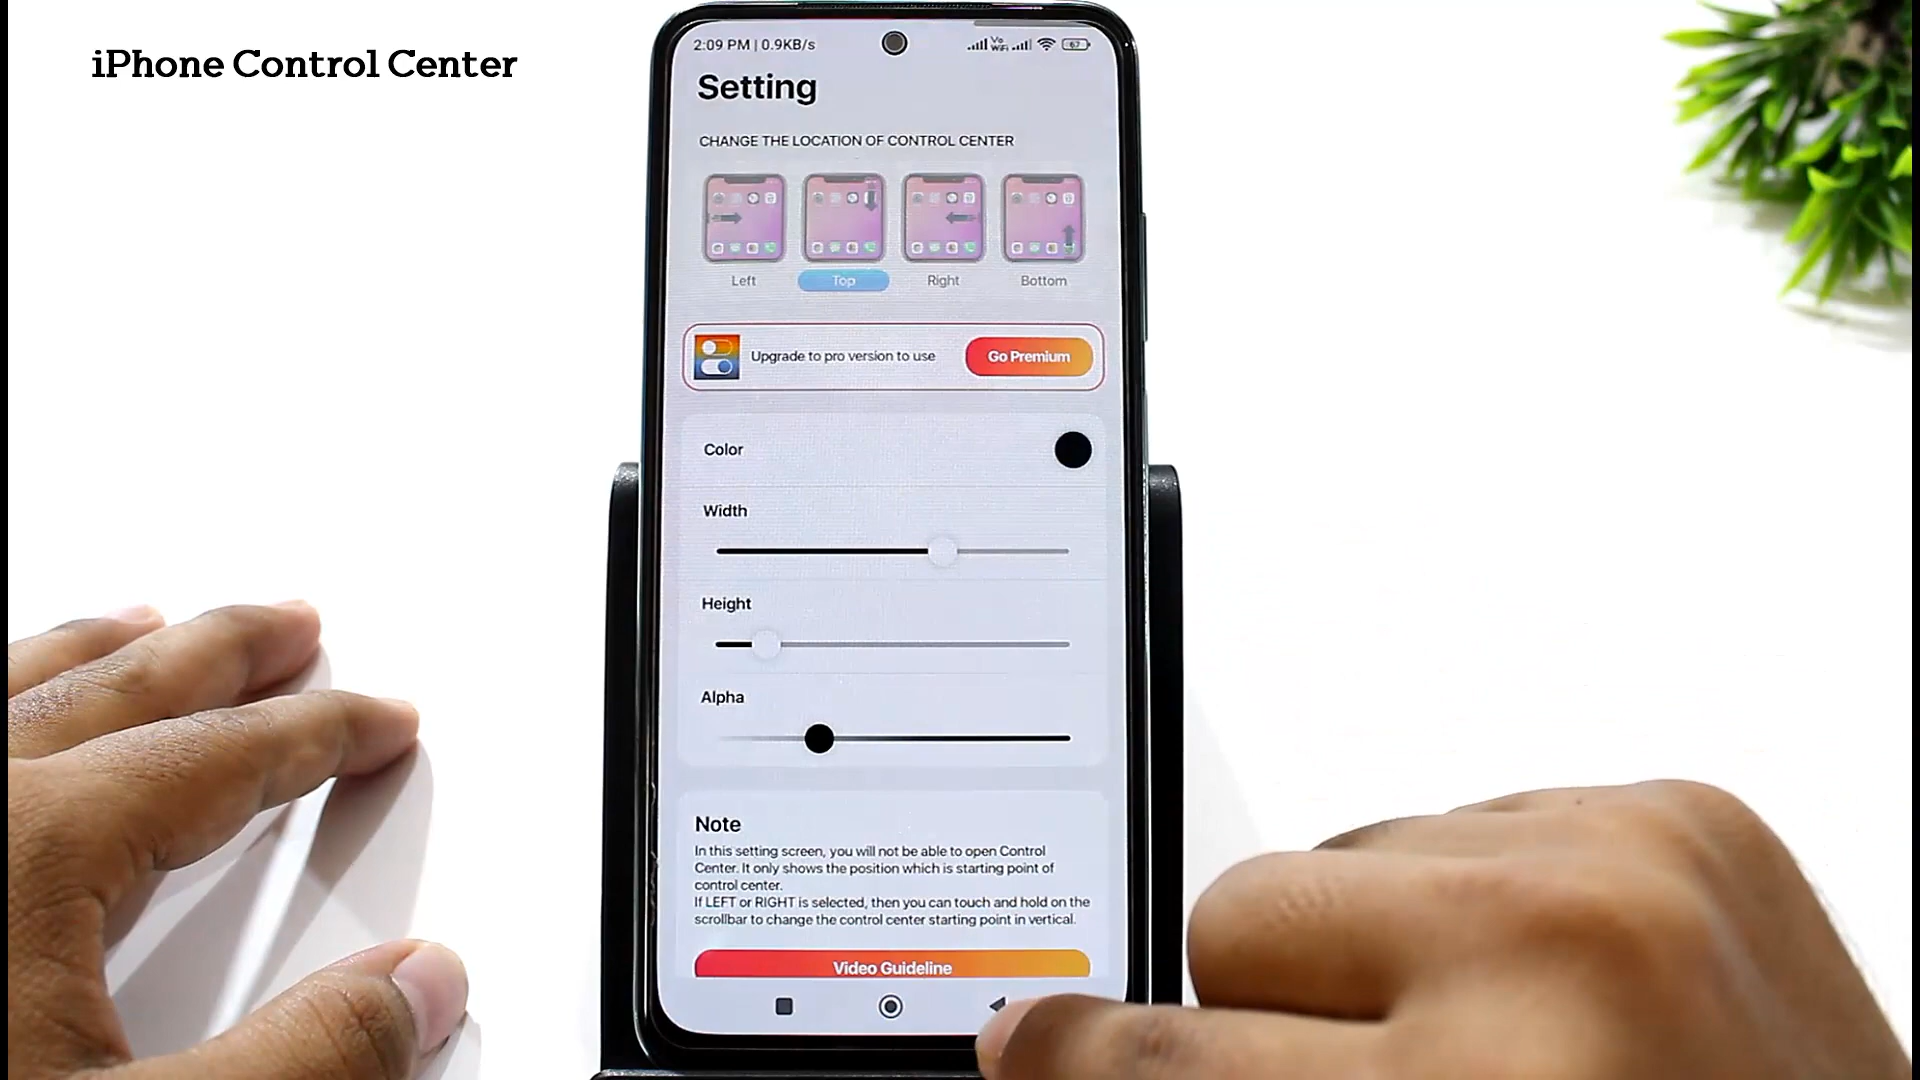 iPhone Control Center
2:09 PM | 0.9KB/s
Vo
WiFi
67
Setting
CHANGE THE LOCATION OF CONTROL CENTER
Left
Top
Right
Bottom
Upgrade to pro version to use
Go Premium
Color
Width
Height
Alpha
Note
In this setting screen, you will not be able to open Control
Center. It only shows the position which is starting point of
control center.
If LEFT or RIGHT is selected, then you can touch and hold on the
scrollbar to change the control center starting point in vertical.
Video Guideline